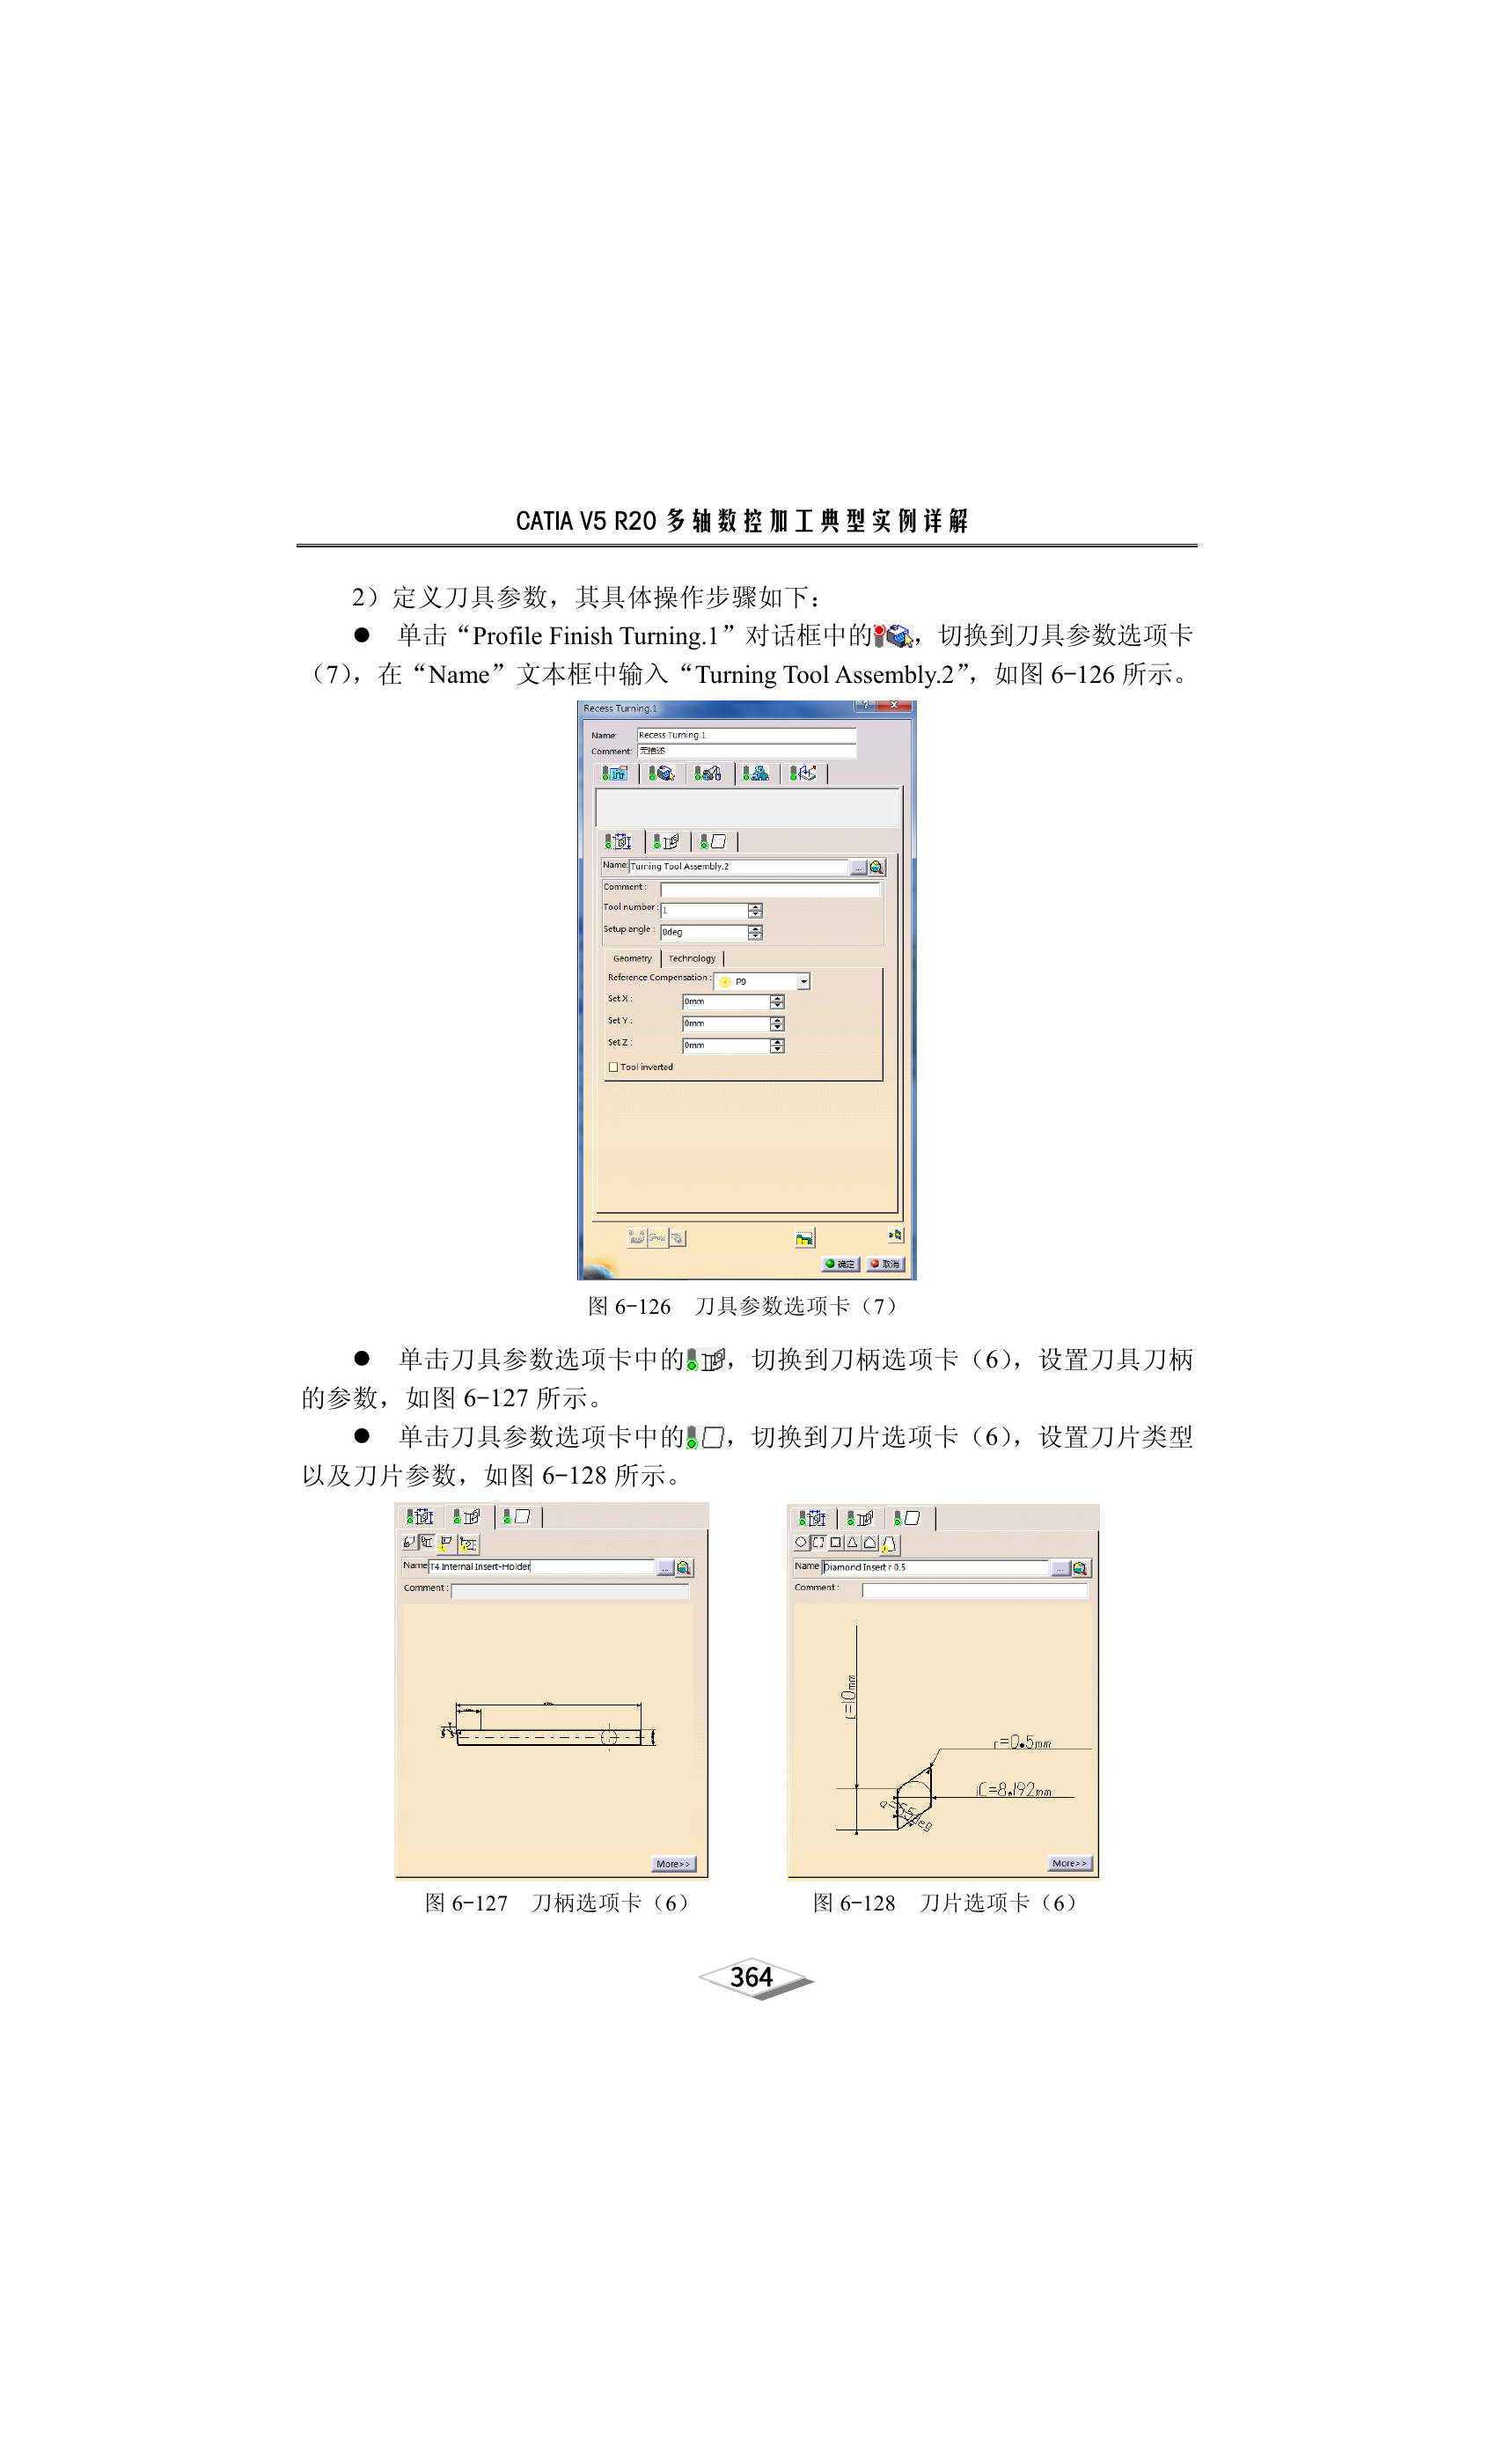 CATIA V5 R20 多轴数控加工典型实例详解
2）定义刀具参数，其具体操作步骤如下：
● 单击“Profile Finish Turning.1”对话框中的，切换到刀具参数选项卡
（7），在“Name”文本框中输入“Turning Tool Assembly.2”，如图 6-126 所示。
Recess Turning.1
Name: Recess Turning.1
Comment: 无描述
Name: Turning Tool Assembly.2 ...
Comment :
Tool number : 1
Setup angle : 0deg
Geometry Technology
Reference Compensation : P9
Set X : 0mm
Set Y : 0mm
Set Z : 0mm
Tool inverted
确定 取消
图 6-126 刀具参数选项卡（7）
● 单击刀具参数选项卡中的，切换到刀柄选项卡（6），设置刀具刀柄
的参数，如图 6-127 所示。
● 单击刀具参数选项卡中的，切换到刀片选项卡（6），设置刀片类型
以及刀片参数，如图 6-128 所示。
Name T4 Internal Insert-Holder ...
Comment :
More>>
Name Diamond Insert r 0.5 ...
Comment :
L=10mm
r=0.5mm
iC=8.192mm
a=55deg
More>>
图 6-127 刀柄选项卡（6）
图 6-128 刀片选项卡（6）
364